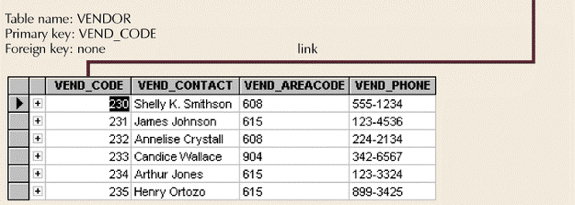 Table name: VENDOR
Primary key: VEND_CODE
Foreign key: none link
VEND_CODE VEND_CONTACT VEND_AREACODE VEND_PHONE
+ 230 Shelly K. Smithson 608 555-1234
+ 231 James Johnson 615 123-4536
+ 232 Annelise Crystall 608 224-2134
+ 233 Candice Wallace 904 342-6567
+ 234 Arthur Jones 615 123-3324
+ 235 Henry Ortozo 615 899-3425